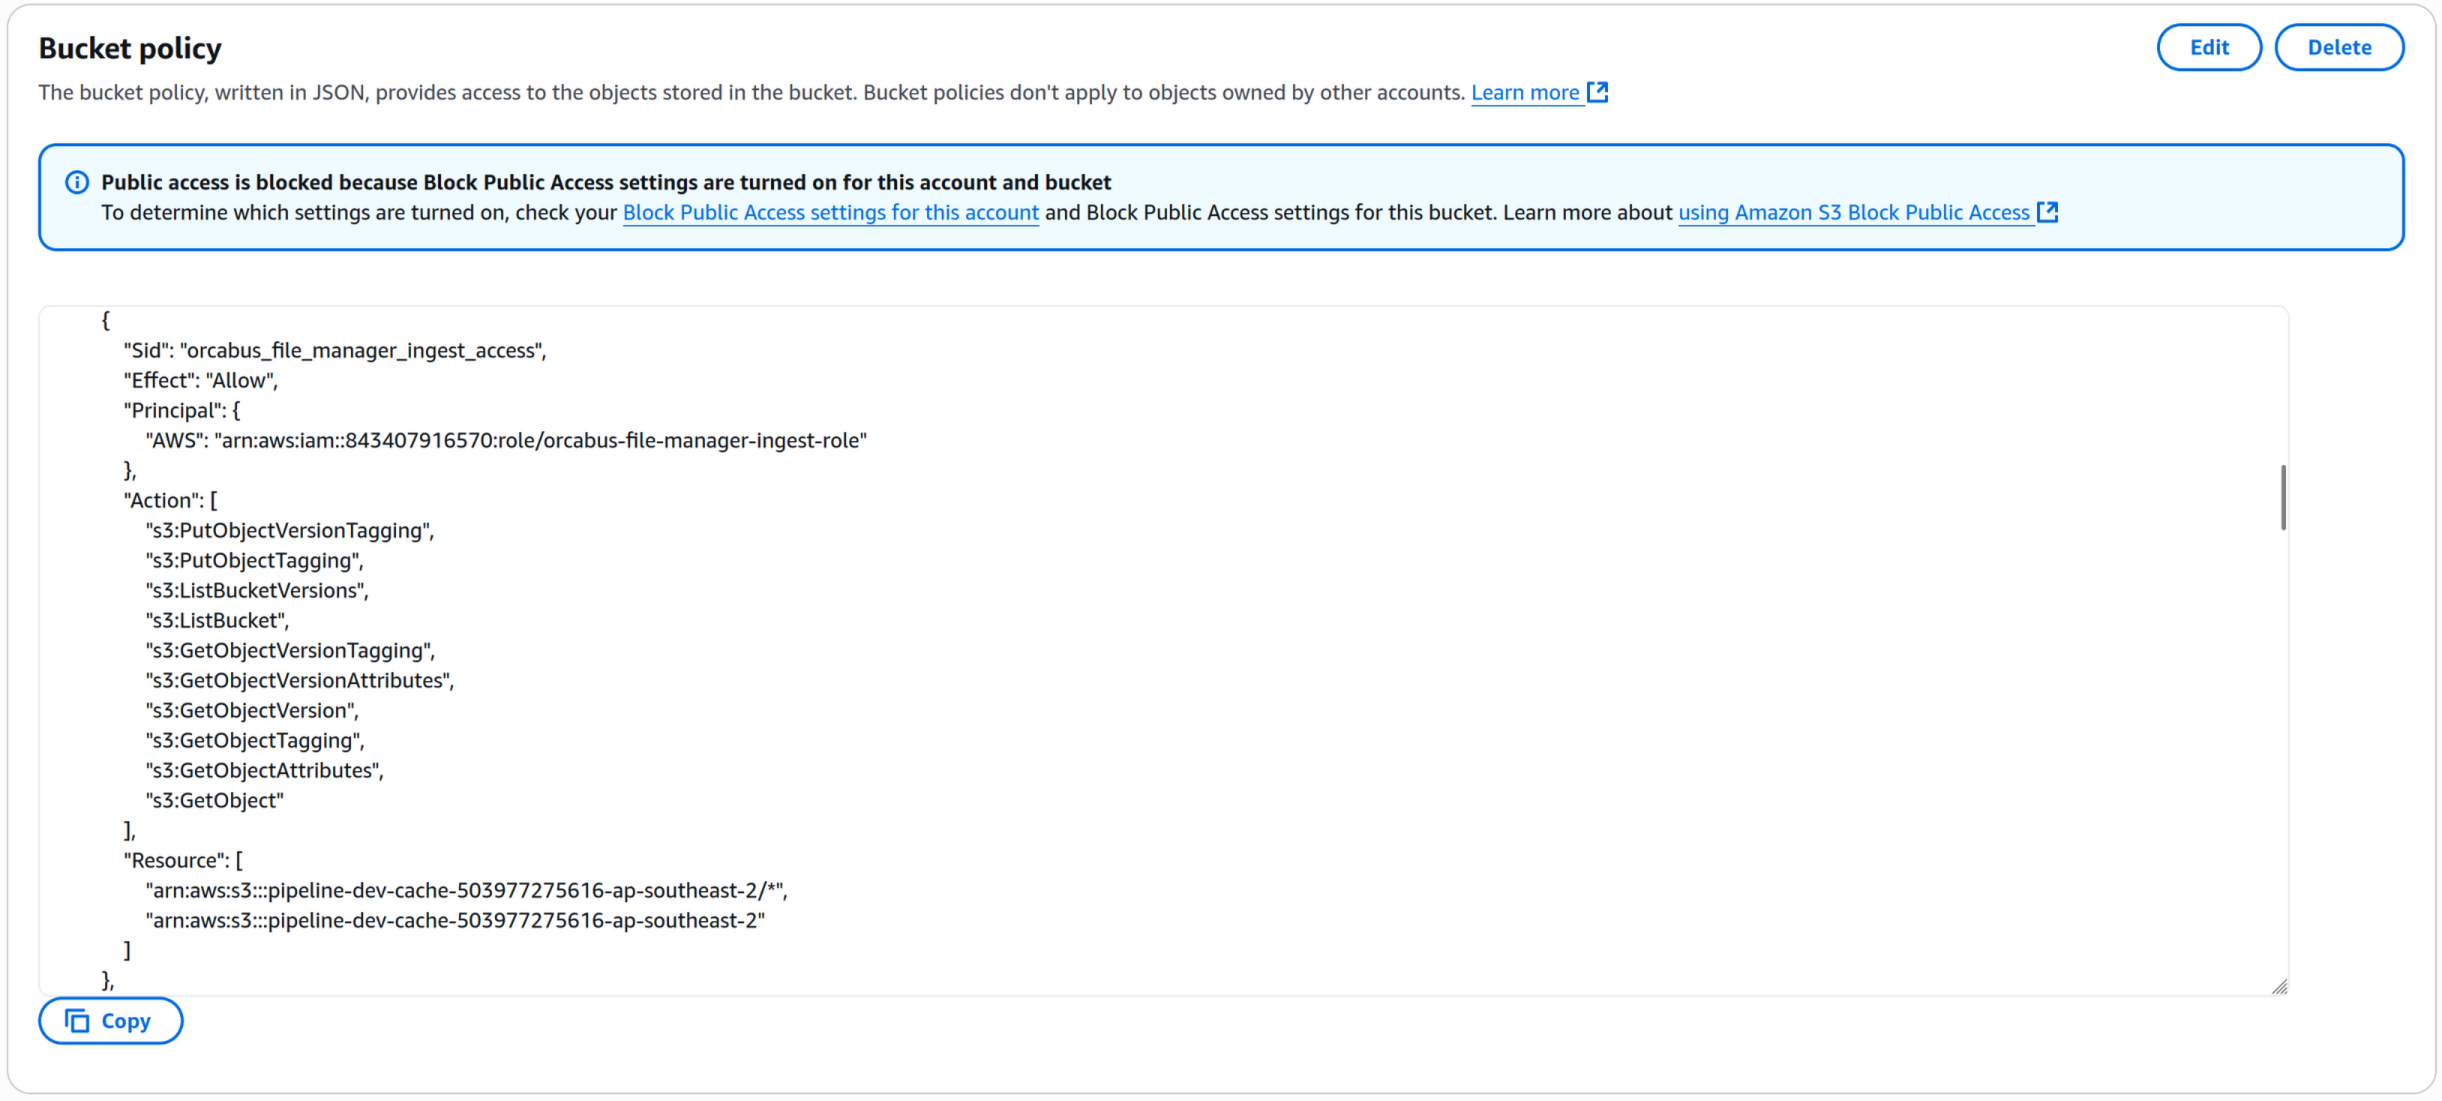 Bucket policy
Edit
Delete
The bucket policy, written in JSON, provides access to the objects stored in the bucket. Bucket policies don't apply to objects owned by other accounts. Learn more
Public access is blocked because Block Public Access settings are turned on for this account and bucket
To determine which settings are turned on, check your Block Public Access settings for this account and Block Public Access settings for this bucket. Learn more about using Amazon S3 Block Public Access
{
"Sid": "orcabus_file_manager_ingest_access",
"Effect": "Allow",
"Principal": {
"AWS": "arn:aws:iam::843407916570:role/orcabus-file-manager-ingest-role"
},
"Action": [
"s3:PutObjectVersionTagging",
"s3:PutObjectTagging",
"s3:ListBucketVersions",
"s3:ListBucket",
"s3:GetObjectVersionTagging",
"s3:GetObjectVersionAttributes",
"s3:GetObjectVersion",
"s3:GetObjectTagging",
"s3:GetObjectAttributes",
"s3:GetObject"
],
"Resource": [
"arn:aws:s3:::pipeline-dev-cache-503977275616-ap-southeast-2/*",
"arn:aws:s3:::pipeline-dev-cache-503977275616-ap-southeast-2"
]
},
Copy